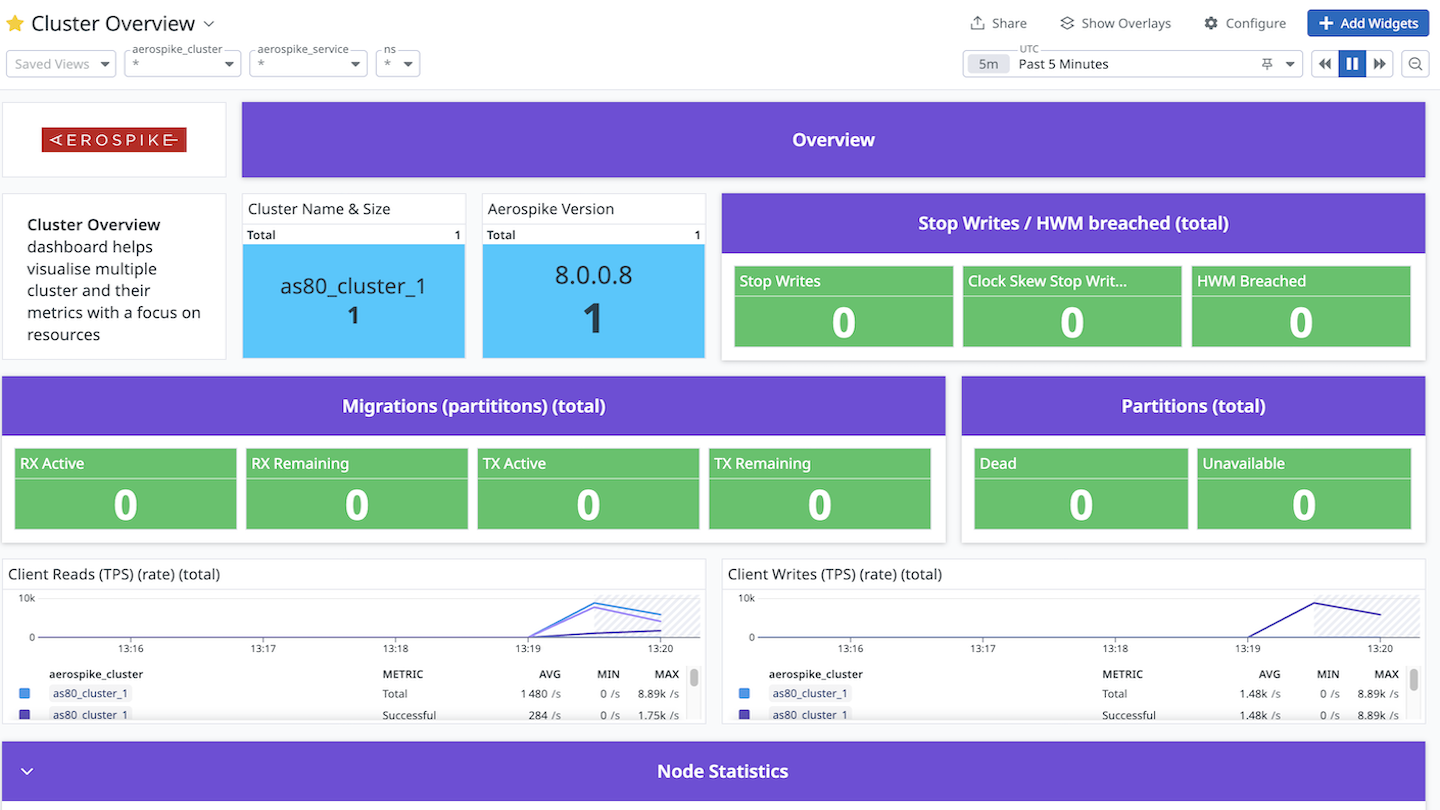 Cluster Overview
Share
Show Overlays
Configure
Add Widgets
Saved Views
aerospike_cluster
*
aerospike_service
*
ns
*
UTC
5m
Past 5 Minutes
AEROSPIKE
Overview
Cluster Overview
dashboard helps
visualise multiple
cluster and their
metrics with a focus on
resources
Cluster Name & Size
Total 1
as80_cluster_1
1
Aerospike Version
Total 1
8.0.0.8
1
Stop Writes / HWM breached (total)
Stop Writes
0
Clock Skew Stop Writ...
0
HWM Breached
0
Migrations (partititons) (total)
RX Active
0
RX Remaining
0
TX Active
0
TX Remaining
0
Partitions (total)
Dead
0
Unavailable
0
Client Reads (TPS) (rate) (total)
10k
0
13:16 13:17 13:18 13:19 13:20
aerospike_cluster METRIC AVG MIN MAX
as80_cluster_1 Total 1 480 /s 0 /s 8.89k /s
as80_cluster_1 Successful 284 /s 0 /s 1.75k /s
Client Writes (TPS) (rate) (total)
10k
0
13:16 13:17 13:18 13:19 13:20
aerospike_cluster METRIC AVG MIN MAX
as80_cluster_1 Total 1.48k /s 0 /s 8.89k /s
as80_cluster_1 Successful 1.48k /s 0 /s 8.89k /s
Node Statistics